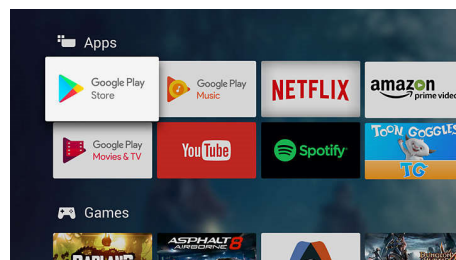 Apps
Google Play
Store
Google Play
Music
NETFLIX
amazon
prime video
Google Play
Movies & TV
YouTube
Spotify
TOON GOGGLES
TG
Games
BADLAND
ASPHALT 8
AIRBORNE